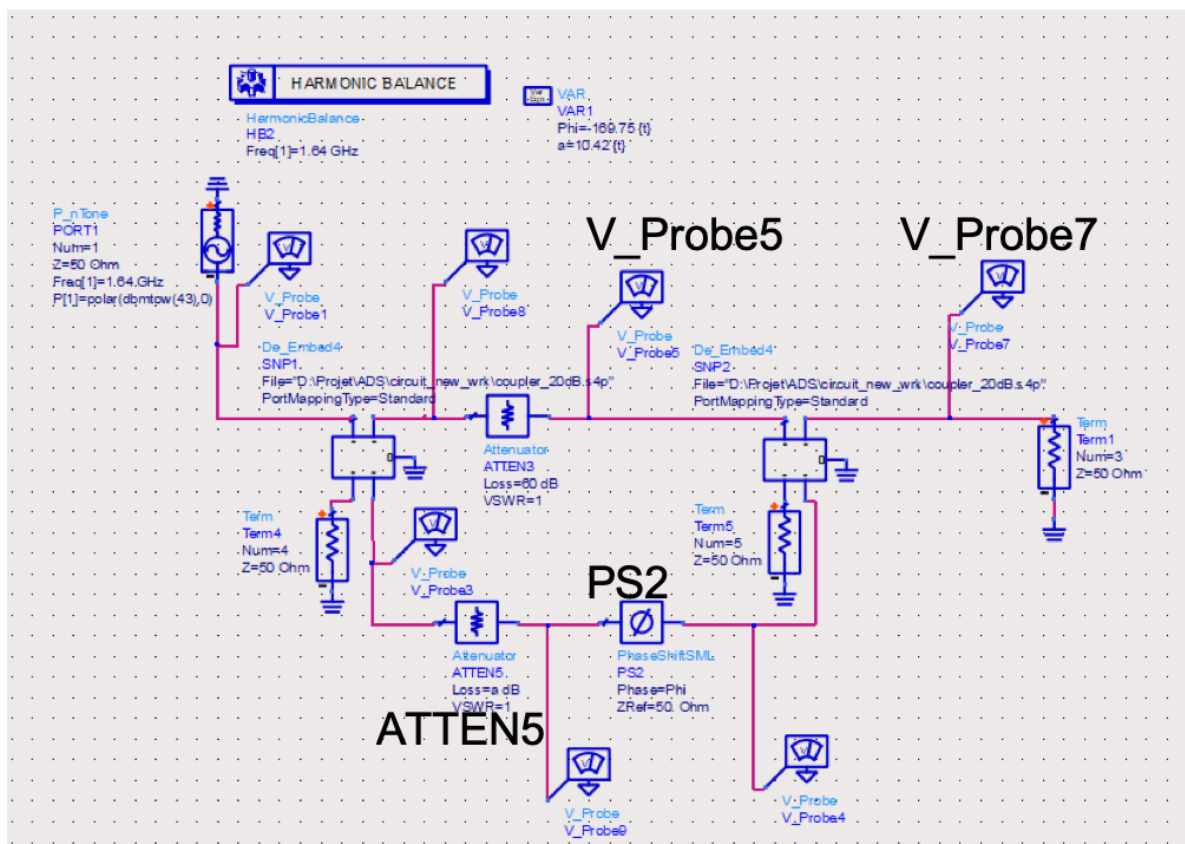 HARMONIC BALANCE
HarmonicBalance
HB2
Freq[1]=1.64 GHz
Var
Eqn
VAR
VAR1
Phi=-169.75 {t}
a=10.42 {t}
P_nTone
PORT1
Num=1
Z=50 Ohm
Freq[1]=1.64 GHz
P[1]=polar(dbmtow(43),0)
V_Probe
V_Probe1
V_Probe
V_Probe8
V_Probe5
V_Probe
V_Probe5
V_Probe7
V_Probe
V_Probe7
De_Embed4
SNP1
File="D:\Projet\ADS\circuit_new_wrk\coupler_20dB.s4p"
PortMappingType=Standard
De_Embed4
SNP2
File="D:\Projet\ADS\circuit_new_wrk\coupler_20dB.s4p"
PortMappingType=Standard
Attenuator
ATTEN3
Loss=60 dB
VSWR=1
Term
Term1
Num=3
Z=50 Ohm
Term
Term4
Num=4
Z=50 Ohm
V_Probe
V_Probe3
Term
Term5
Num=5
Z=50 Ohm
PS2
Attenuator
ATTEN5
Loss=a dB
VSWR=1
ATTEN5
PhaseShiftSML
PS2
Phase=Phi
ZRef=50. Ohm
V_Probe
V_Probe9
V_Probe
V_Probe4